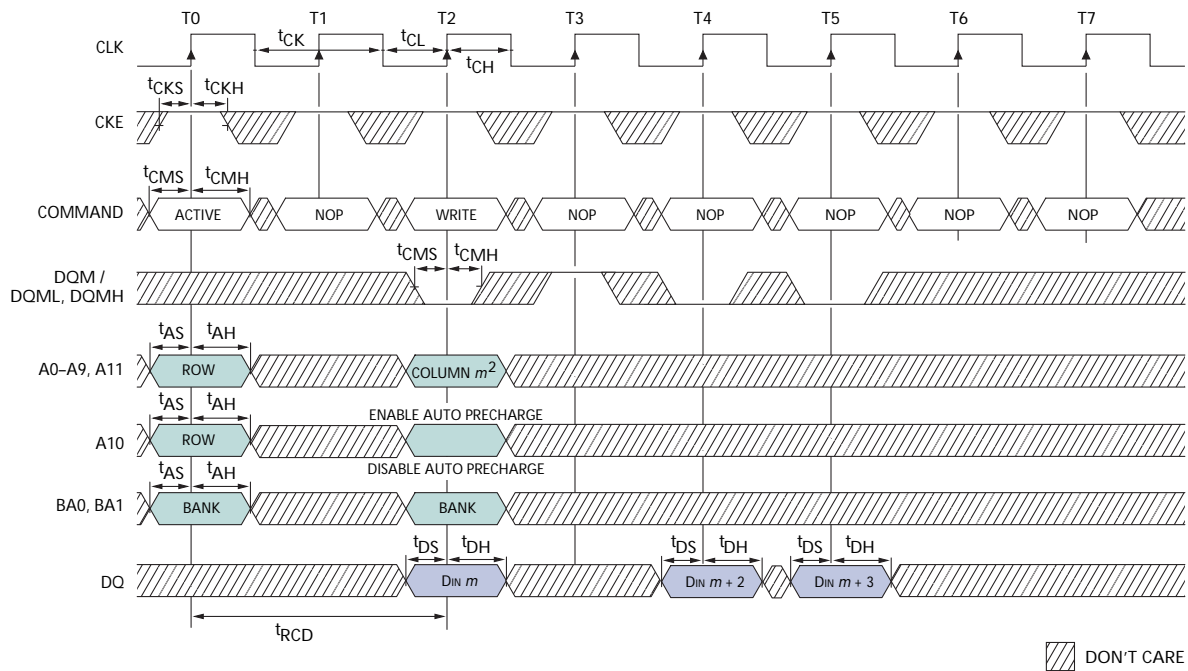 T0 T1 T2 T3 T4 T5 T6 T7
CLK
tCK tCL
tCH
tCKS tCKH
CKE
tCMS tCMH
COMMAND ACTIVE NOP WRITE NOP NOP NOP NOP NOP
tCMS tCMH
DQM /
DQML, DQMH
tAS tAH
A0–A9, A11 ROW COLUMN m2
tAS tAH ENABLE AUTO PRECHARGE
A10 ROW
DISABLE AUTO PRECHARGE
tAS tAH
BA0, BA1 BANK BANK
tDS tDH tDS tDH tDS tDH
DQ DIN m DIN m + 2 DIN m + 3
tRCD
DON'T CARE